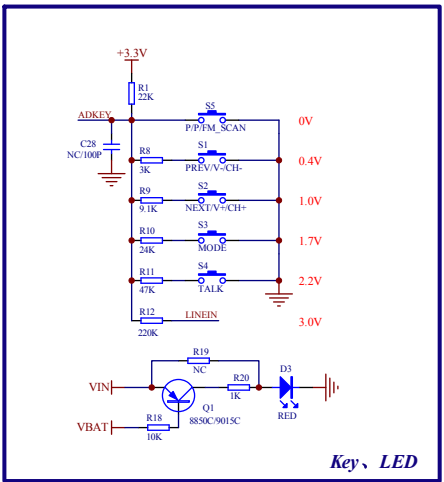 +3.3V
R1
22K
ADKEY
S5
P/P/FM_SCAN
0V
C28
NC/100P
R8
3K
S1
PREV/V-/CH-
0.4V
R9
9.1K
S2
NEXT/V+/CH+
1.0V
R10
24K
S3
MODE
1.7V
R11
47K
S4
TALK
2.2V
R12
220K
LINEIN
3.0V
R19
NC
VIN
R20
1K
D3
RED
Q1
8850C/9015C
VBAT
R18
10K
Key、LED